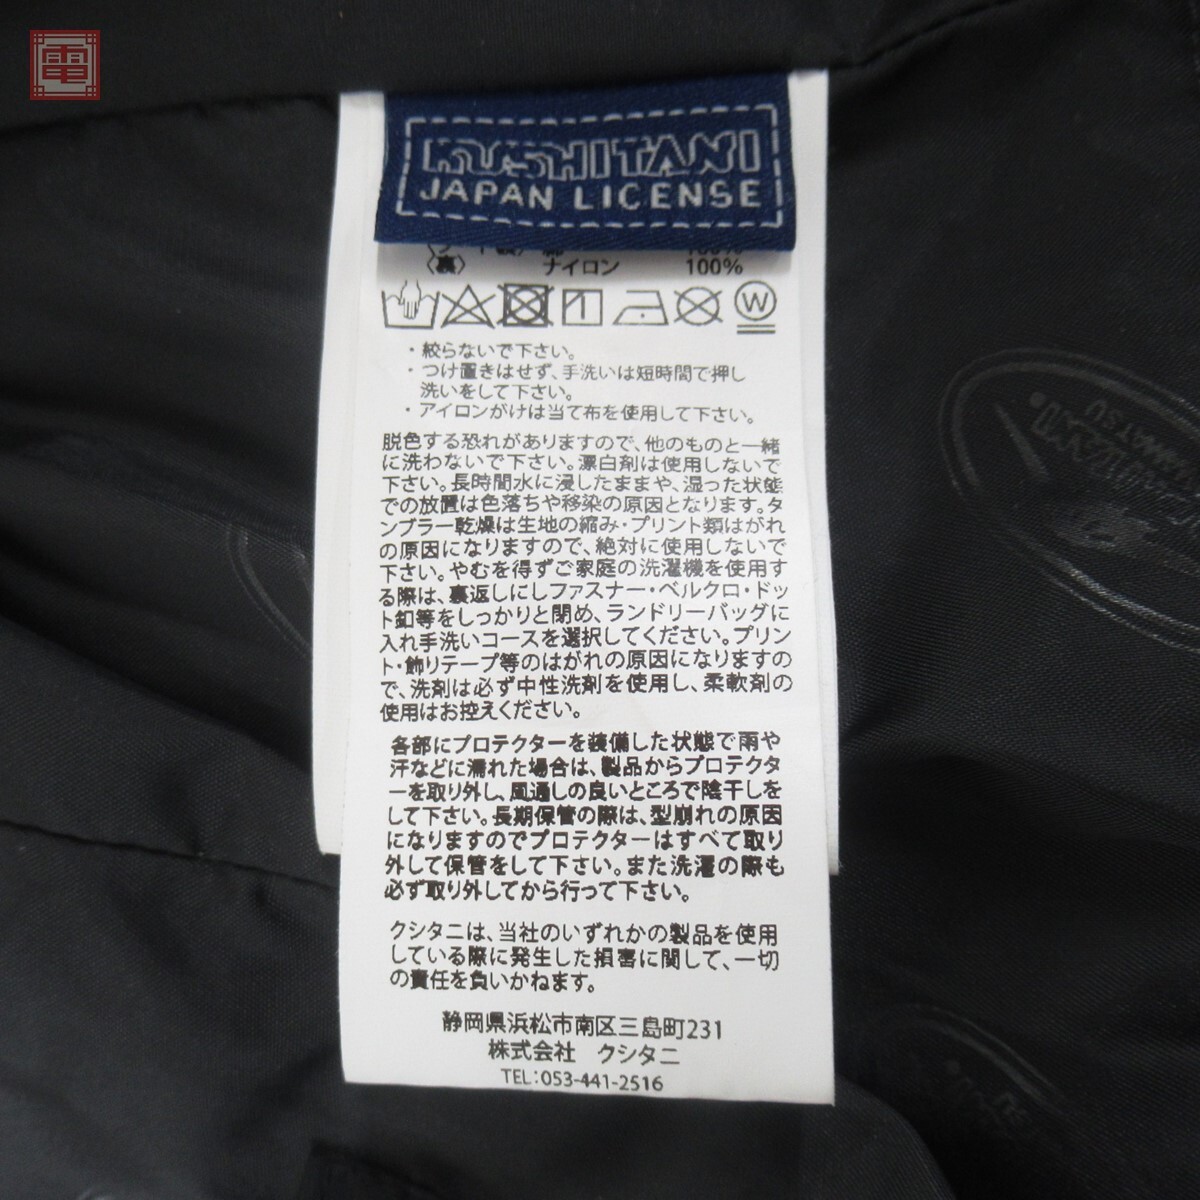 電
KUSHITANI
JAPAN LICENSE
〈裏〉 ナイロン 100%
W
・絞らないで下さい。
・つけ置きはせず、手洗いは短時間で押し
洗いをして下さい。
・アイロンがけは当て布を使用して下さい。
脱色する恐れがありますので、他のものと一緒
に洗わないで下さい。漂白剤は使用しないで
下さい。長時間水に浸したままや、湿った状態
での放置は色落ちや移染の原因となります。タ
ンブラー乾燥は生地の縮み・プリント類はがれ
の原因になりますので、絶対に使用しないで
下さい。やむを得ずご家庭の洗濯機を使用す
る際は、裏返しにしファスナー・ベルクロ・ドッ
ト釦等をしっかりと閉め、ランドリーバッグに
入れ手洗いコースを選択してください。プリン
ト・飾りテープ等のはがれの原因になりますの
で、洗剤は必ず中性洗剤を使用し、柔軟剤の
使用はお控えください。
各部にプロテクターを装備した状態で雨や
汗などに濡れた場合は、製品からプロテクタ
ーを取り外し、風通しの良いところで陰干しを
して下さい。長期保管の際は、型崩れの原因
になりますのでプロテクターはすべて取り
外して保管をして下さい。また洗濯の際も
必ず取り外してから行って下さい。
クシタニは、当社のいずれかの製品を使用
している際に発生した損害に関して、一切
の責任を負いかねます。
静岡県浜松市南区三島町231
株式会社 クシタニ
TEL:053-441-2516